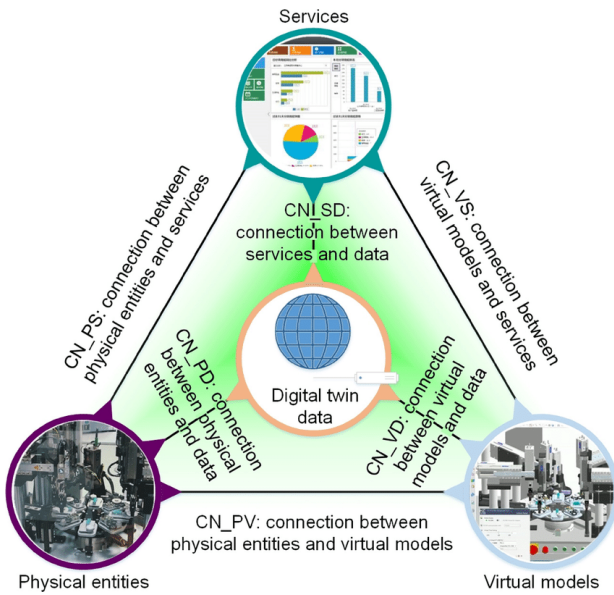 Services
CN_PS: connection between
physical entities and services
CN_SD:
connection between
services and data
CN_VS: connection between
virtual models and services
CN_PD: connection
between physical
entities and data
Digital twin
data
CN_VD: connection
between virtual
models and data
CN_PV: connection between
physical entities and virtual models
Physical entities
Virtual models